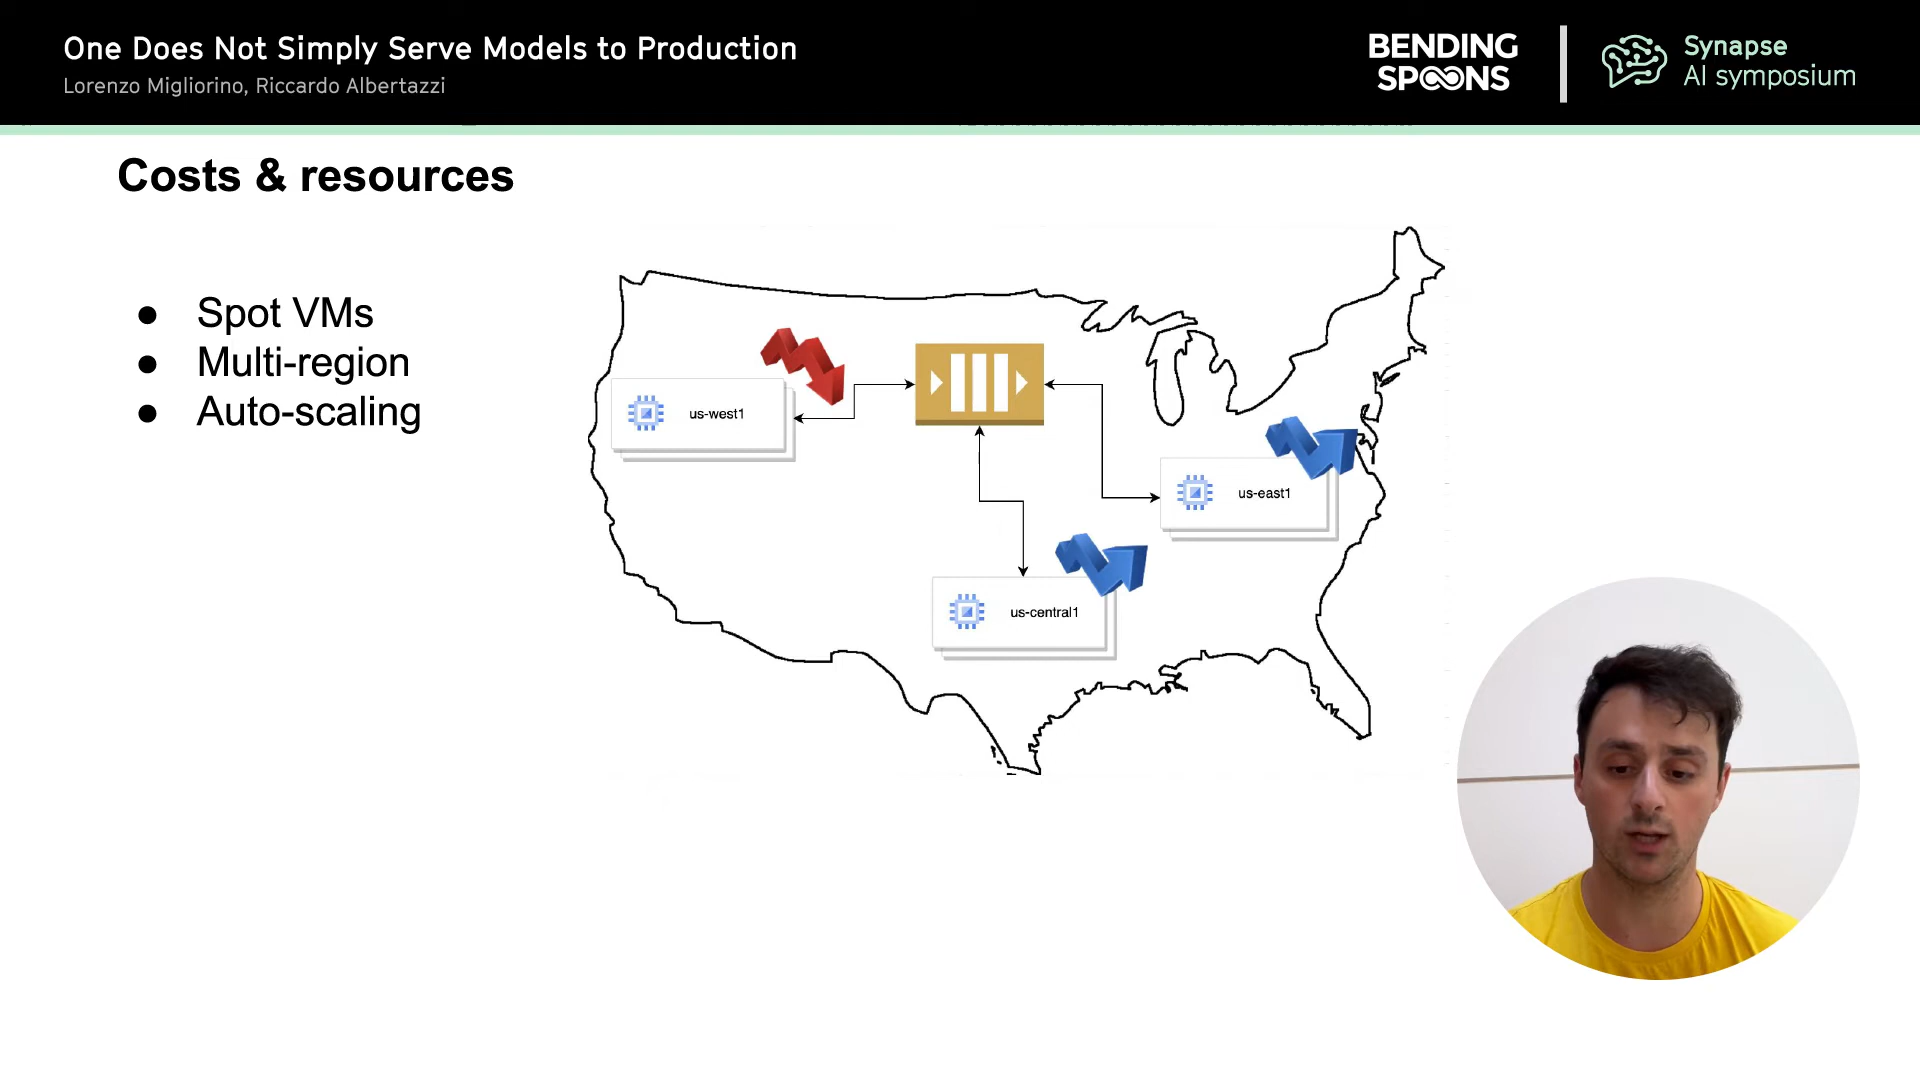 One Does Not Simply Serve Models to Production
Lorenzo Migliorino, Riccardo Albertazzi
BENDING
SPOONS
Synapse
AI symposium
Costs & resources
● Spot VMs
● Multi-region
● Auto-scaling
us-west1
us-east1
us-central1